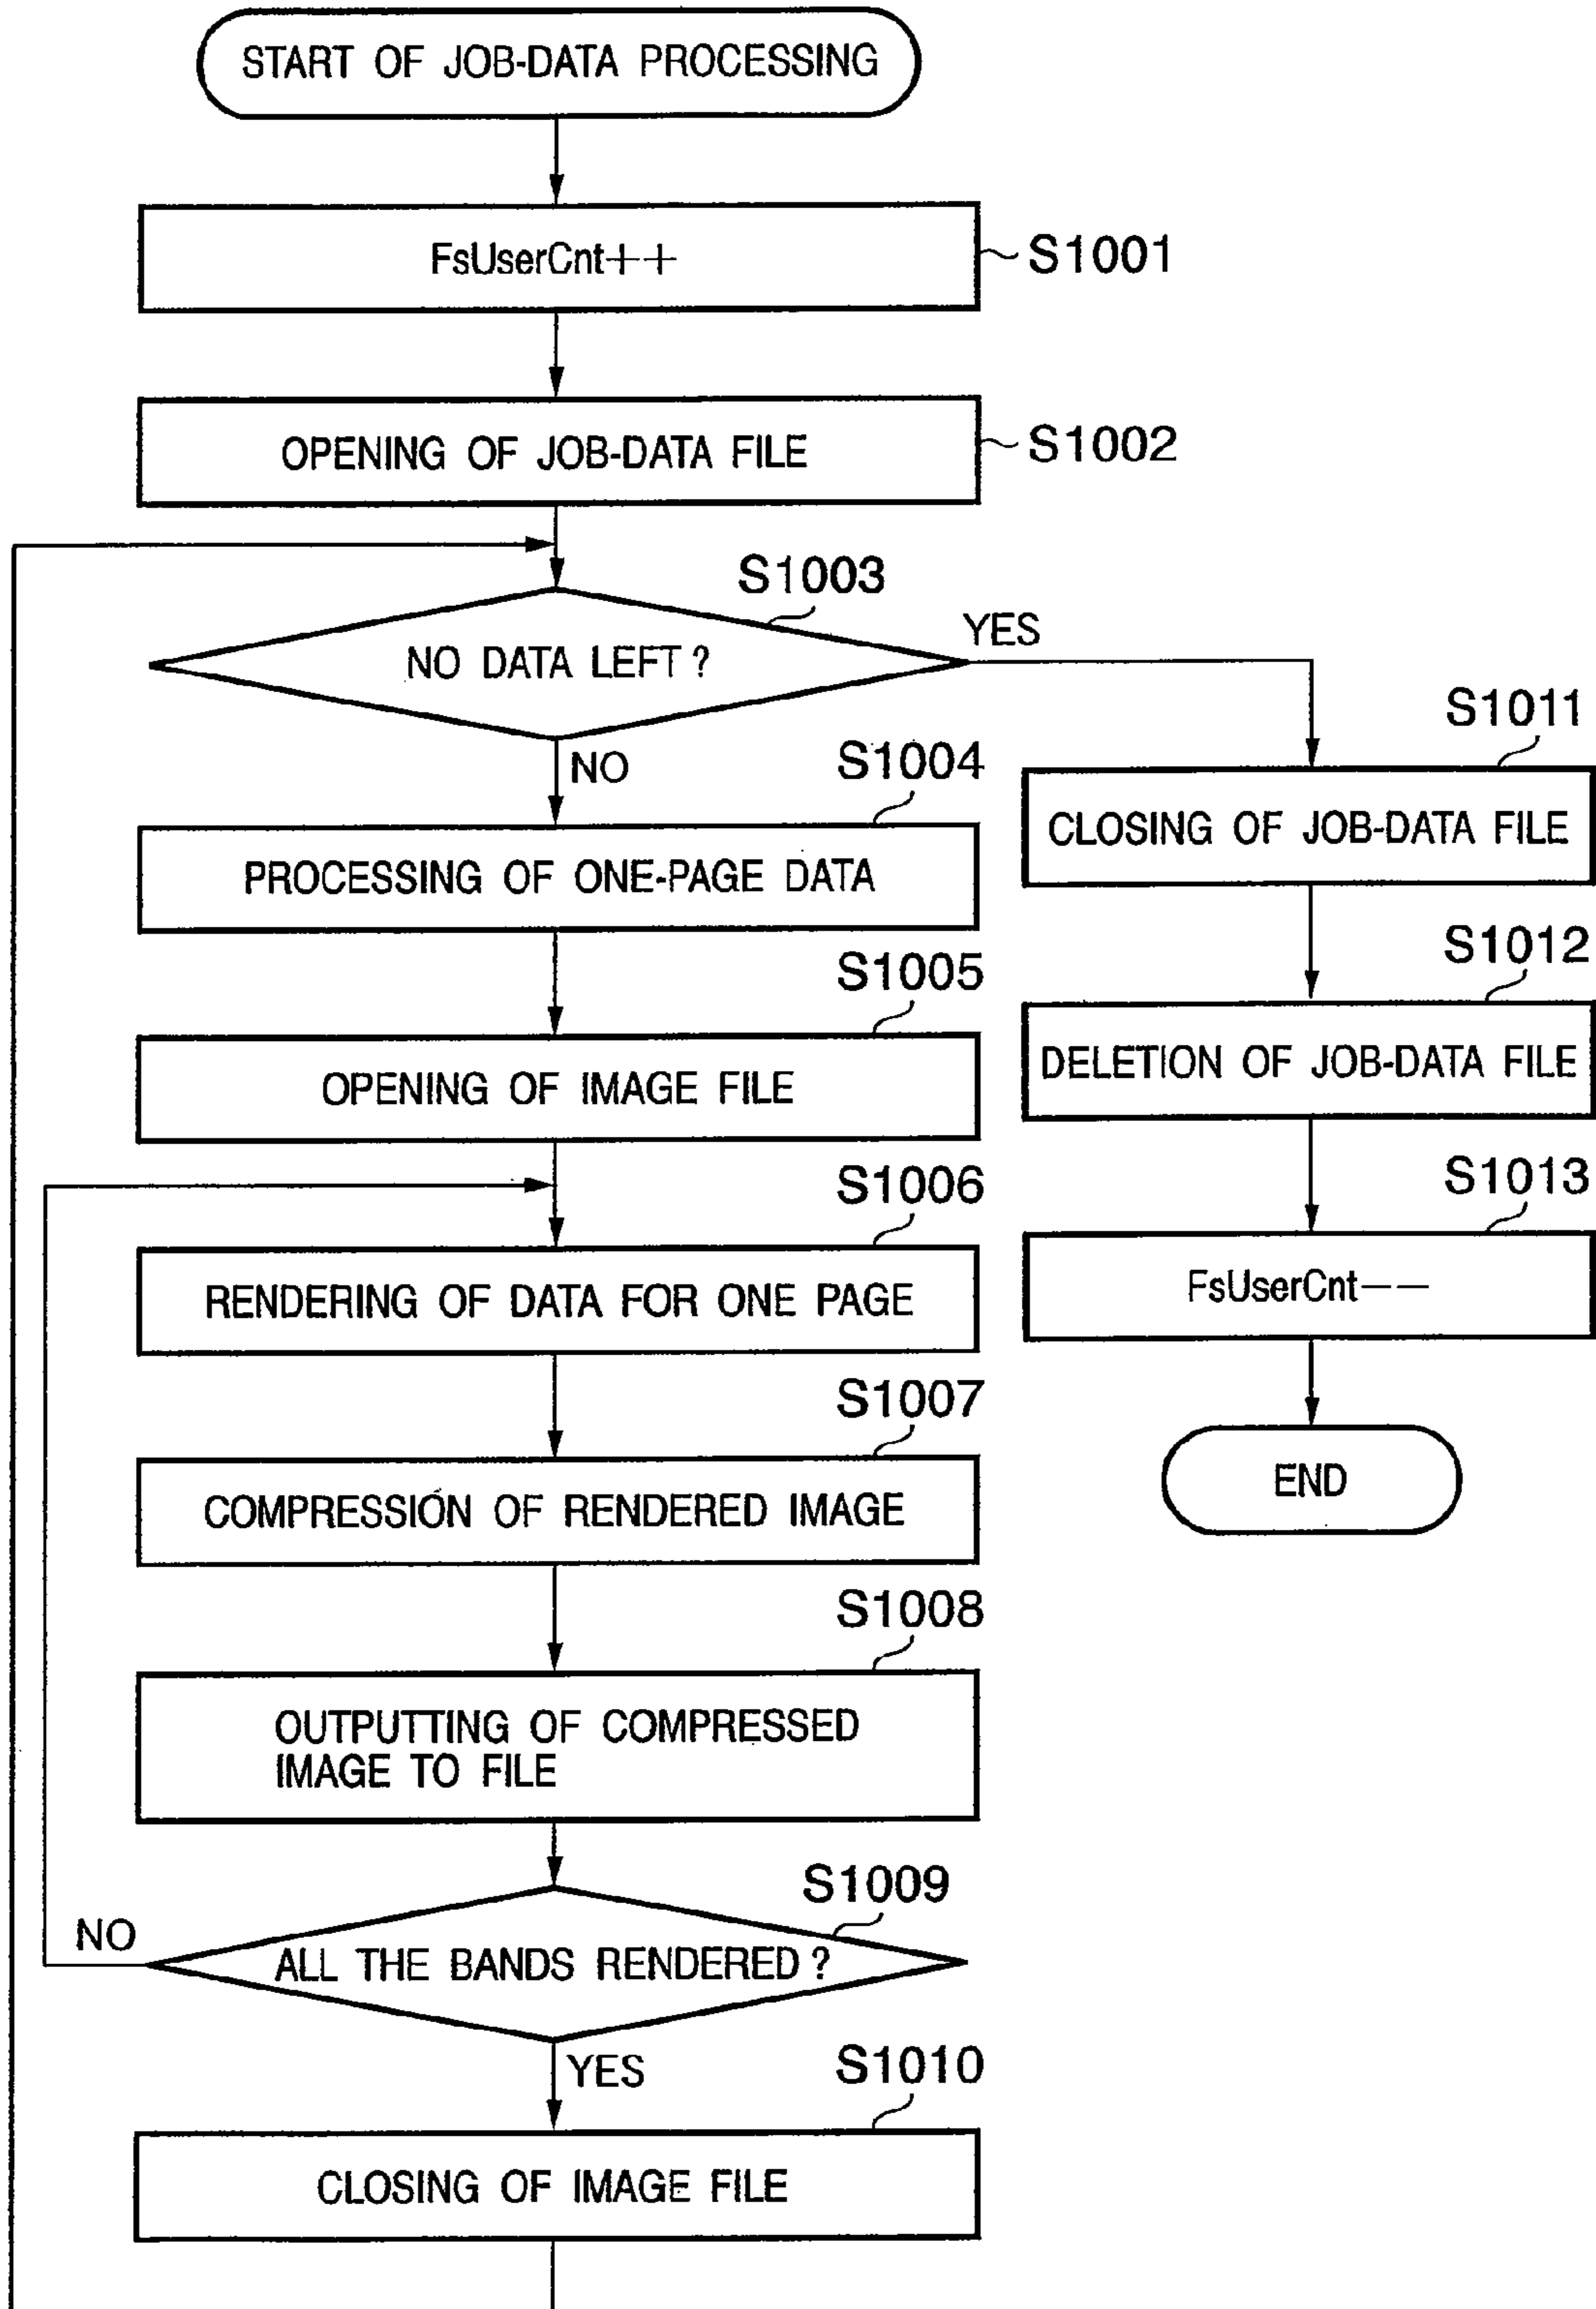 START OF JOB-DATA PROCESSING
FsUserCnt++
S1001
OPENING OF JOB-DATA FILE
S1002
S1003
NO DATA LEFT?
YES
NO
S1004
PROCESSING OF ONE-PAGE DATA
S1005
OPENING OF IMAGE FILE
S1006
RENDERING OF DATA FOR ONE PAGE
S1007
COMPRESSION OF RENDERED IMAGE
S1008
OUTPUTTING OF COMPRESSED
IMAGE TO FILE
S1009
ALL THE BANDS RENDERED?
NO
YES
S1010
CLOSING OF IMAGE FILE
S1011
CLOSING OF JOB-DATA FILE
S1012
DELETION OF JOB-DATA FILE
S1013
FsUserCnt−−
END